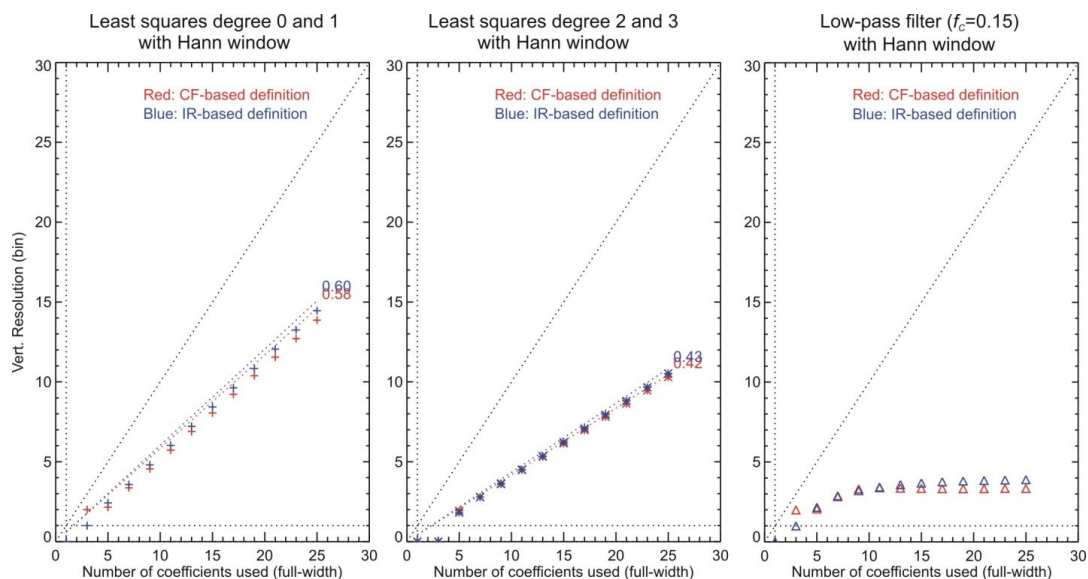 Least squares degree 0 and 1
with Hann window
Least squares degree 2 and 3
with Hann window
Low-pass filter (fc=0.15)
with Hann window
Vert. Resolution (bin)
30
25
20
15
10
5
0
Red: CF-based definition
Blue: IR-based definition
0.60
0.58
0 5 10 15 20 25 30
Number of coefficients used (full-width)
30
25
20
15
10
5
0
Red: CF-based definition
Blue: IR-based definition
0.43
0.42
0 5 10 15 20 25 30
Number of coefficients used (full-width)
30
25
20
15
10
5
0
Red: CF-based definition
Blue: IR-based definition
0 5 10 15 20 25 30
Number of coefficients used (full-width)